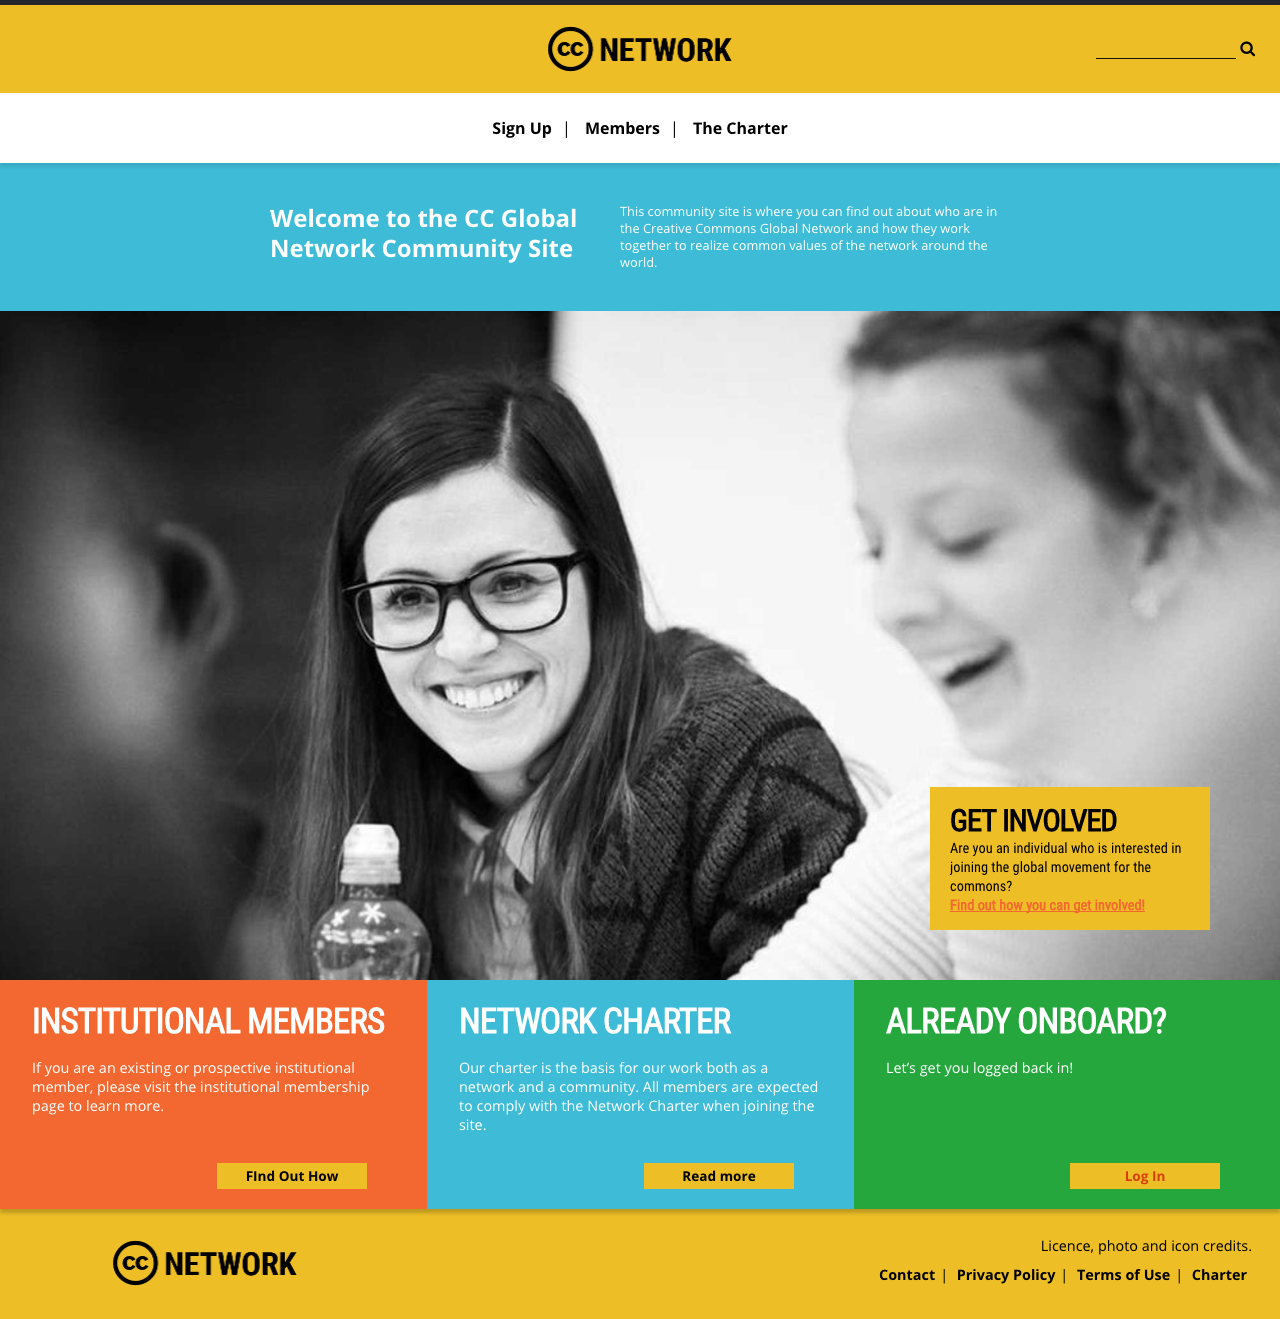 CC NETWORK
Sign Up | Members | The Charter
Welcome to the CC Global
Network Community Site
This community site is where you can find out about who are in
the Creative Commons Global Network and how they work
together to realize common values of the network around the
world.
GET INVOLVED
Are you an individual who is interested in
joining the global movement for the
commons?
Find out how you can get involved!
INSTITUTIONAL MEMBERS
If you are an existing or prospective institutional
member, please visit the institutional membership
page to learn more.
FInd Out How
NETWORK CHARTER
Our charter is the basis for our work both as a
network and a community. All members are expected
to comply with the Network Charter when joining the
site.
Read more
ALREADY ONBOARD?
Let’s get you logged back in!
Log In
CC NETWORK
Licence, photo and icon credits.
Contact | Privacy Policy | Terms of Use | Charter